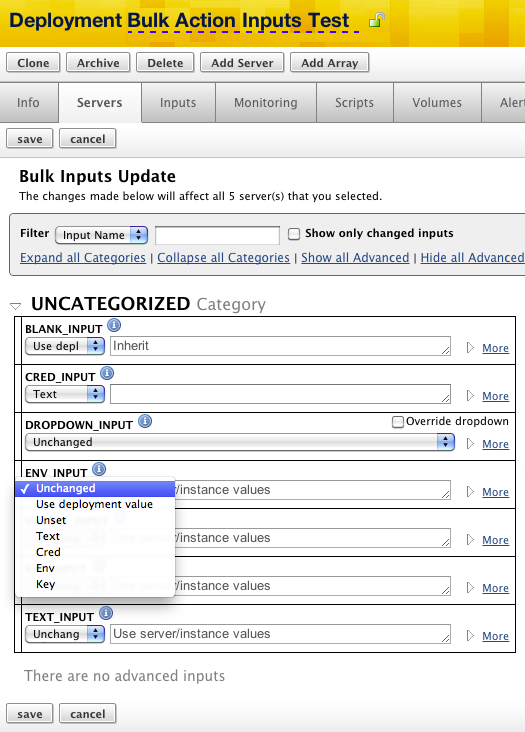 Deployment Bulk Action Inputs Test
Clone Archive Delete Add Server Add Array
Info Servers Inputs Monitoring Scripts Volumes Aler
save cancel
Bulk Inputs Update
The changes made below will affect all 5 server(s) that you selected.
Filter Input Name Show only changed inputs
Expand all Categories | Collapse all Categories | Show all Advanced | Hide all Advanced
UNCATEGORIZED Category
BLANK_INPUT
Use depl Inherit More
CRED_INPUT
Text More
DROPDOWN_INPUT Override dropdown
Unchanged More
ENV_INPUT
✓ Unchanged er/instance values More
Use deployment value
Unset
Text er/instance values More
Cred
Env
Key er/instance values More
TEXT_INPUT
Unchang Use server/instance values More
There are no advanced inputs
save cancel